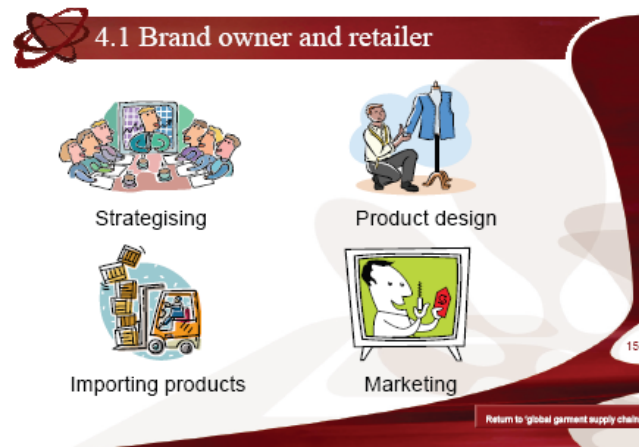 4.1 Brand owner and retailer
Strategising
Product design
Importing products
Marketing
15
Return to 'global garment supply chain